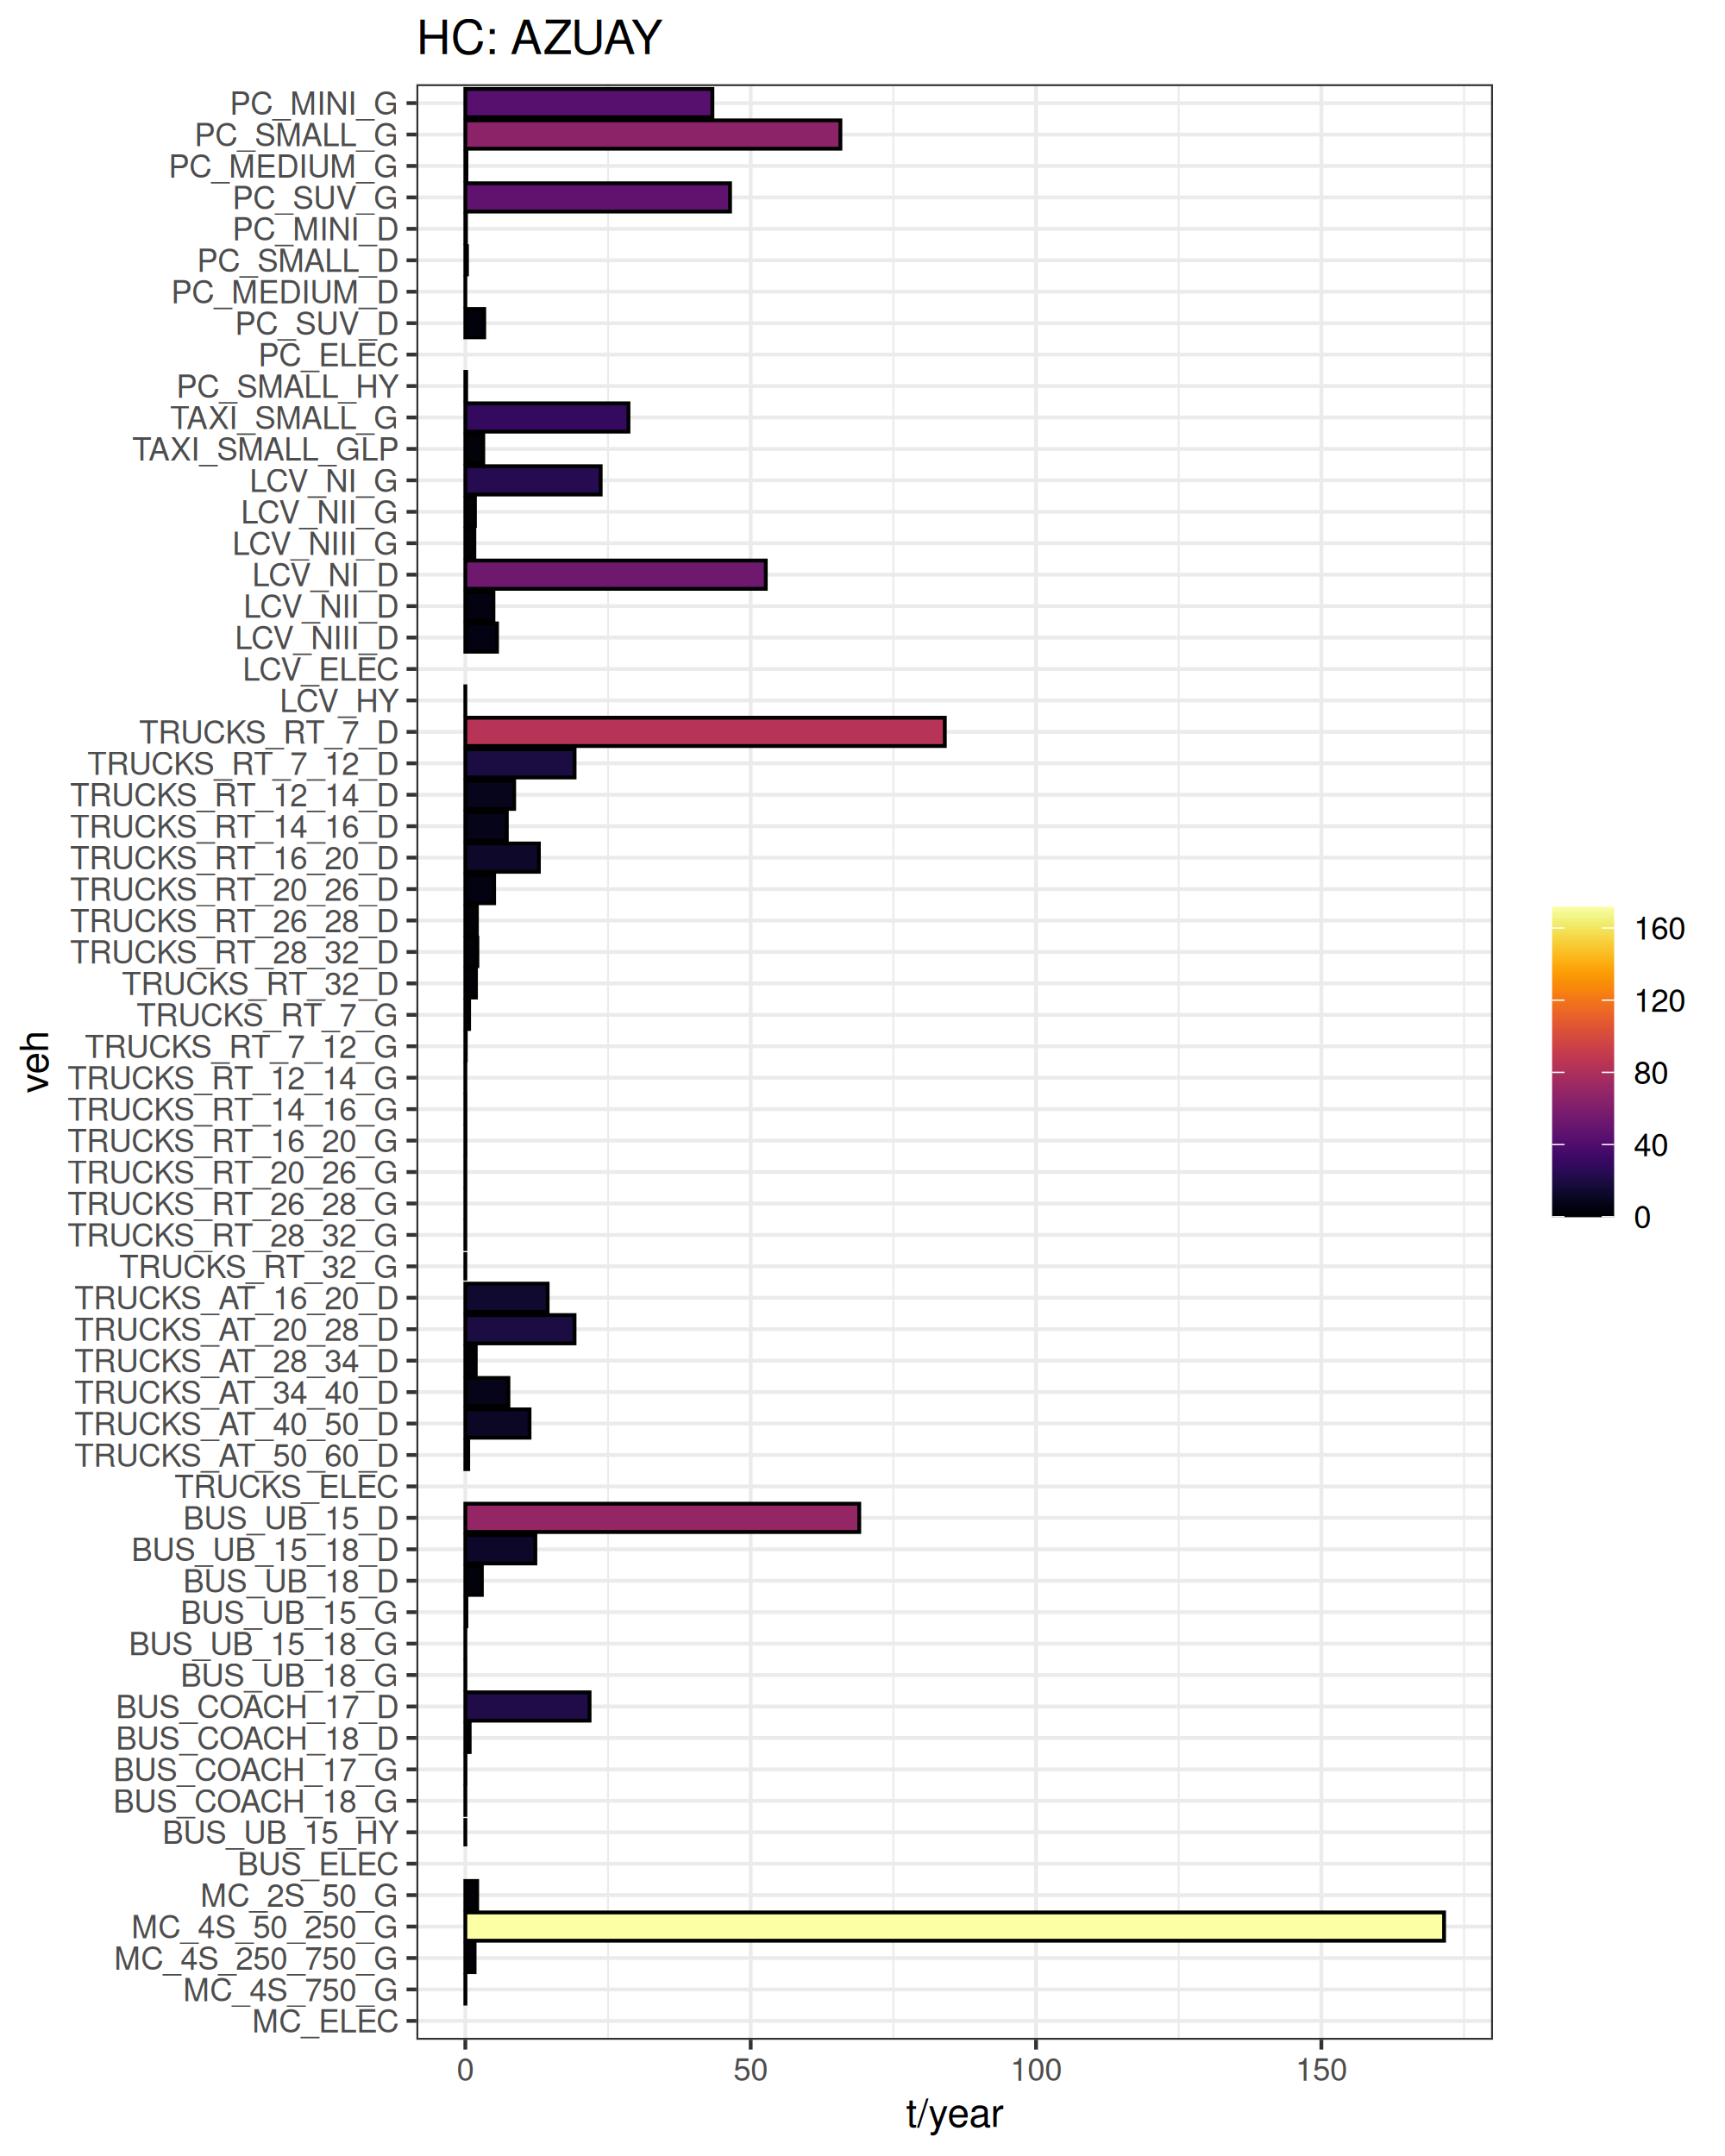 HC: AZUAY
PC_MINI_G
PC_SMALL_G
PC_MEDIUM_G
PC_SUV_G
PC_MINI_D
PC_SMALL_D
PC_MEDIUM_D
PC_SUV_D
PC_ELEC
PC_SMALL_HY
TAXI_SMALL_G
TAXI_SMALL_GLP
LCV_NI_G
LCV_NII_G
LCV_NIII_G
LCV_NI_D
LCV_NII_D
LCV_NIII_D
LCV_ELEC
LCV_HY
TRUCKS_RT_7_D
TRUCKS_RT_7_12_D
TRUCKS_RT_12_14_D
TRUCKS_RT_14_16_D
TRUCKS_RT_16_20_D
TRUCKS_RT_20_26_D
TRUCKS_RT_26_28_D
TRUCKS_RT_28_32_D
TRUCKS_RT_32_D
TRUCKS_RT_7_G
TRUCKS_RT_7_12_G
TRUCKS_RT_12_14_G
TRUCKS_RT_14_16_G
TRUCKS_RT_16_20_G
TRUCKS_RT_20_26_G
TRUCKS_RT_26_28_G
TRUCKS_RT_28_32_G
TRUCKS_RT_32_G
TRUCKS_AT_16_20_D
TRUCKS_AT_20_28_D
TRUCKS_AT_28_34_D
TRUCKS_AT_34_40_D
TRUCKS_AT_40_50_D
TRUCKS_AT_50_60_D
TRUCKS_ELEC
BUS_UB_15_D
BUS_UB_15_18_D
BUS_UB_18_D
BUS_UB_15_G
BUS_UB_15_18_G
BUS_UB_18_G
BUS_COACH_17_D
BUS_COACH_18_D
BUS_COACH_17_G
BUS_COACH_18_G
BUS_UB_15_HY
BUS_ELEC
MC_2S_50_G
MC_4S_50_250_G
MC_4S_250_750_G
MC_4S_750_G
MC_ELEC
veh
0 50 100 150
t/year
160
120
80
40
0